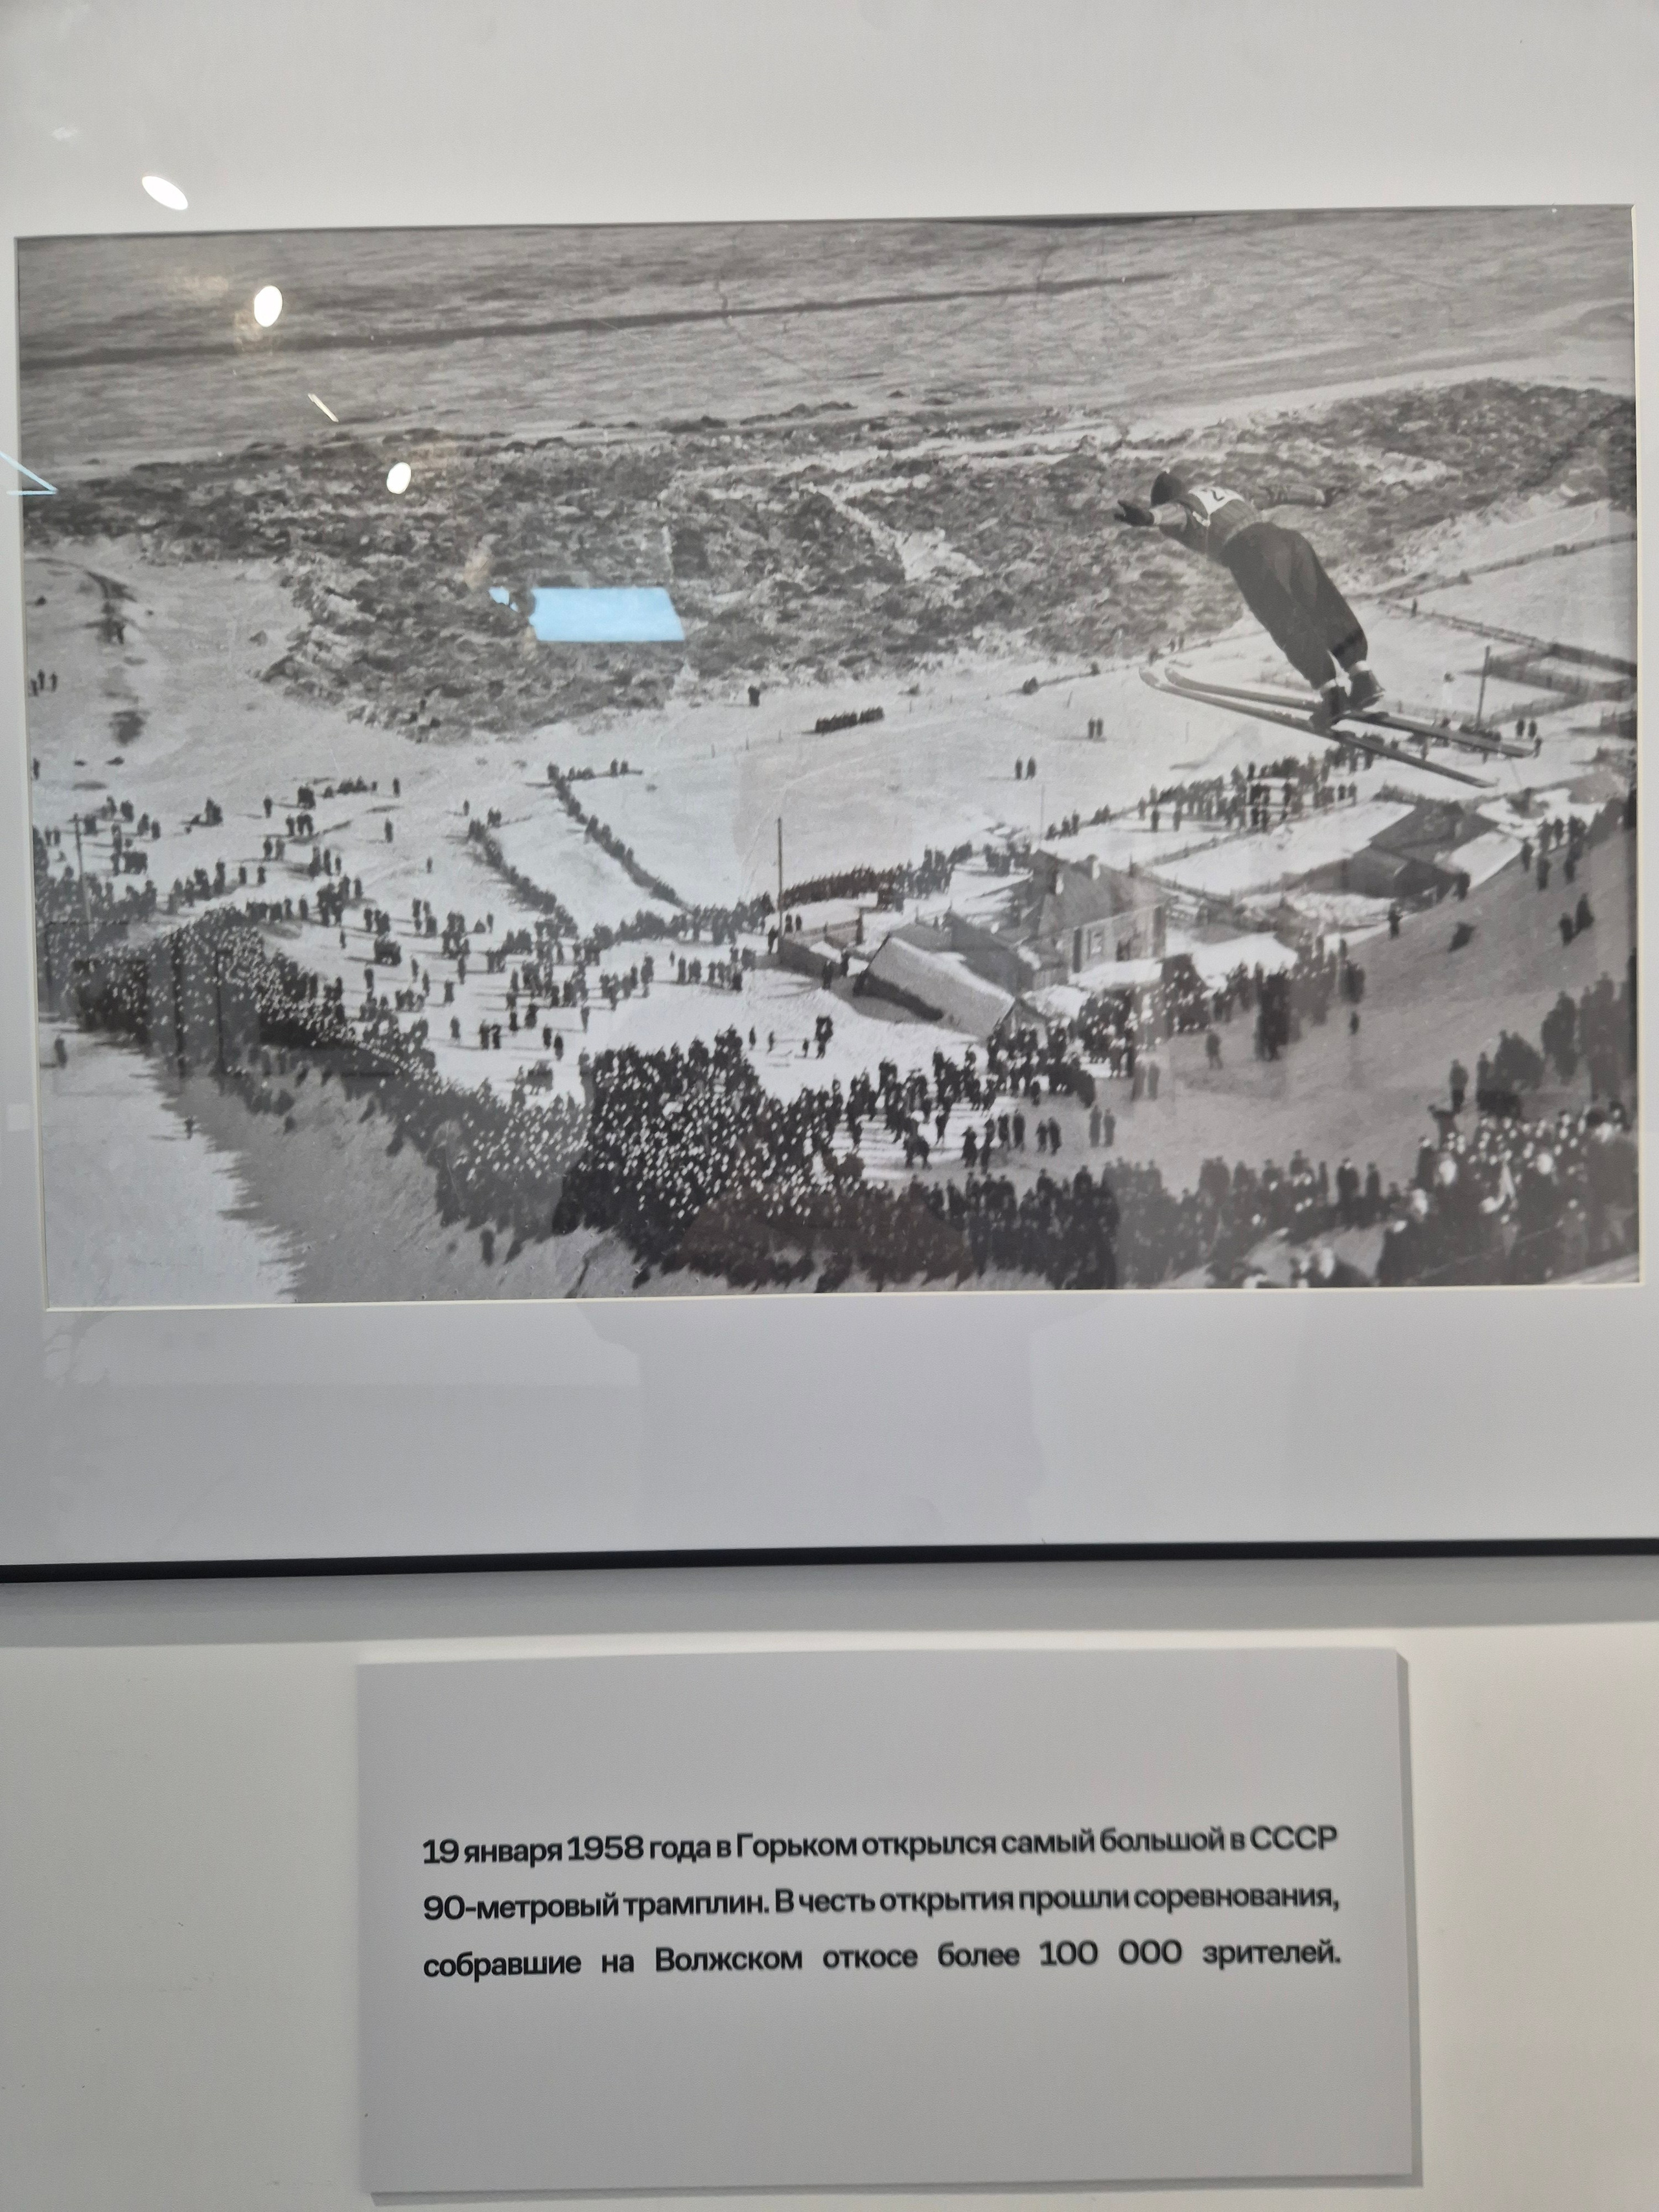 19 января 1958 года в Горьком открылся самый большой в СССР
90-метровый трамплин. В честь открытия прошли соревнования,
собравшие на Волжском откосе более 100 000 зрителей.